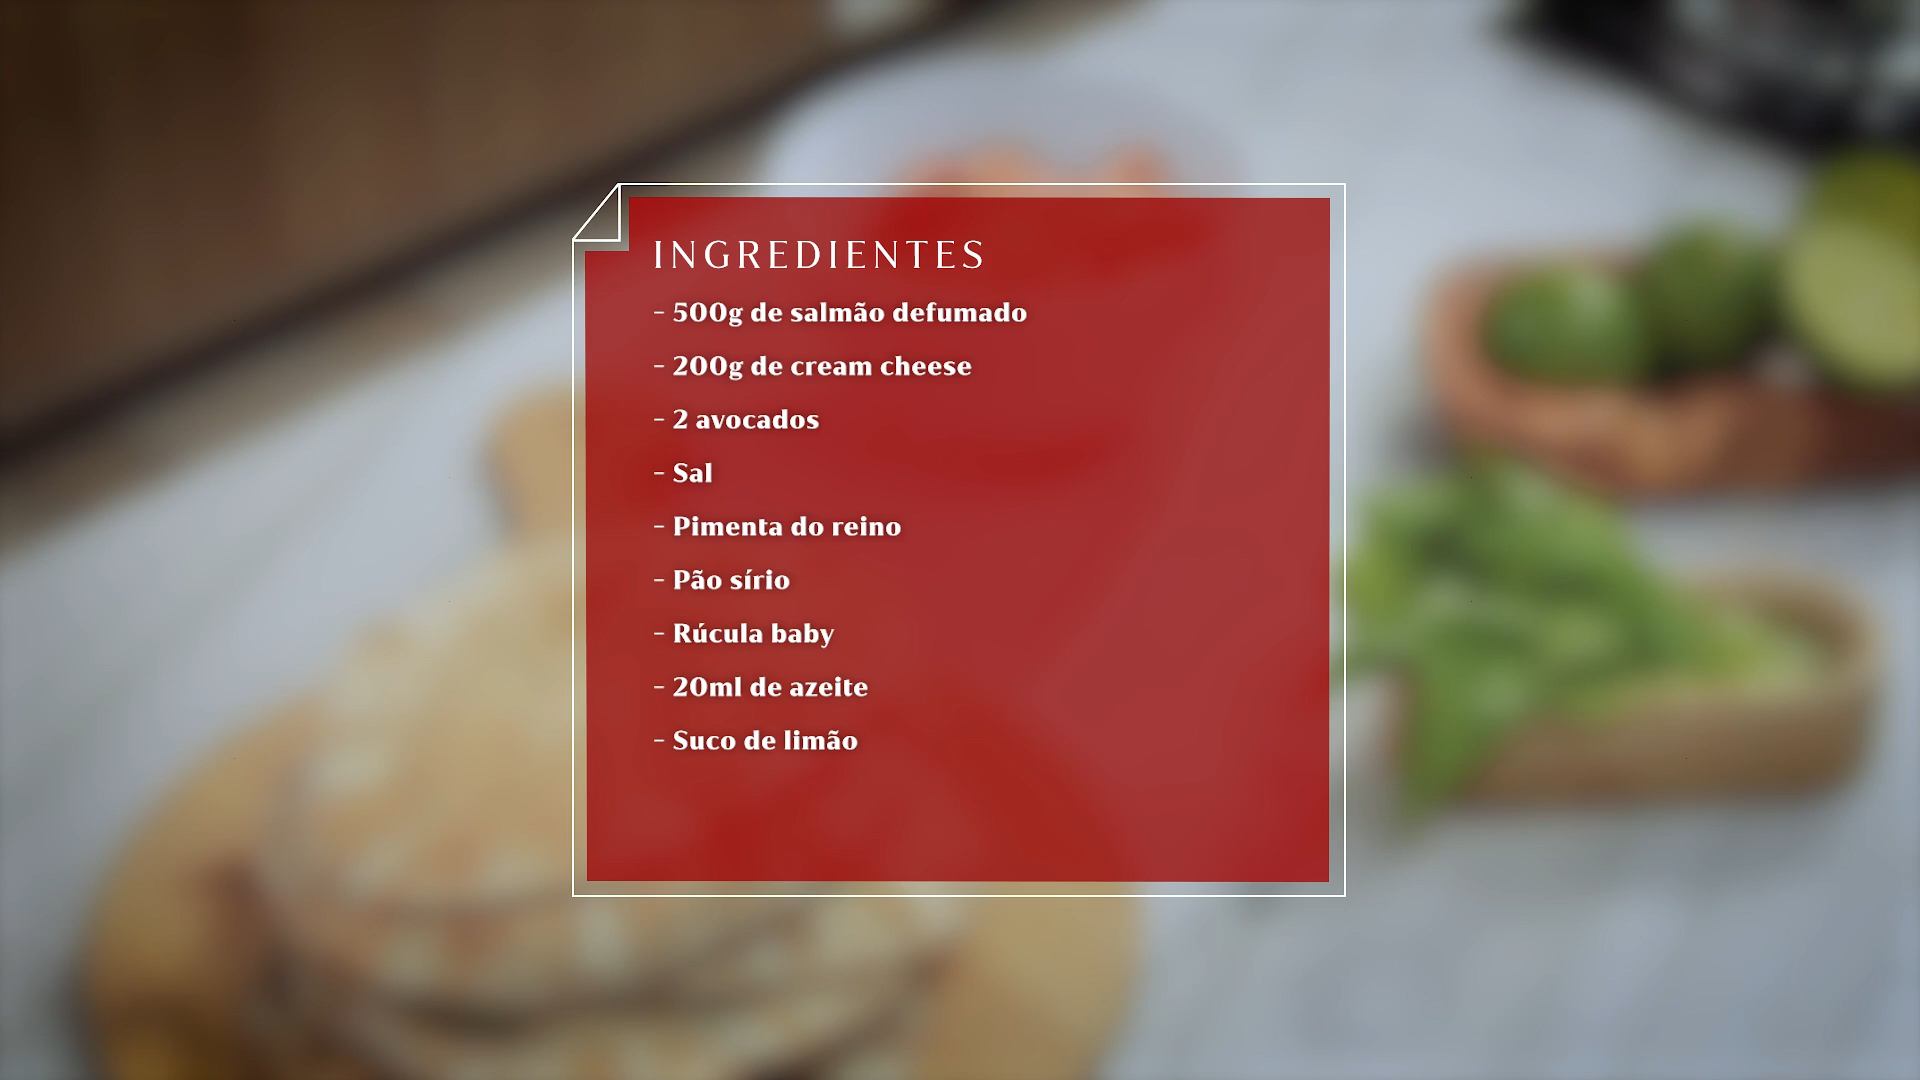 INGREDIENTES
- 500g de salmão defumado
- 200g de cream cheese
- 2 avocados
- Sal
- Pimenta do reino
- Pão sírio
- Rúcula baby
- 20ml de azeite
- Suco de limão